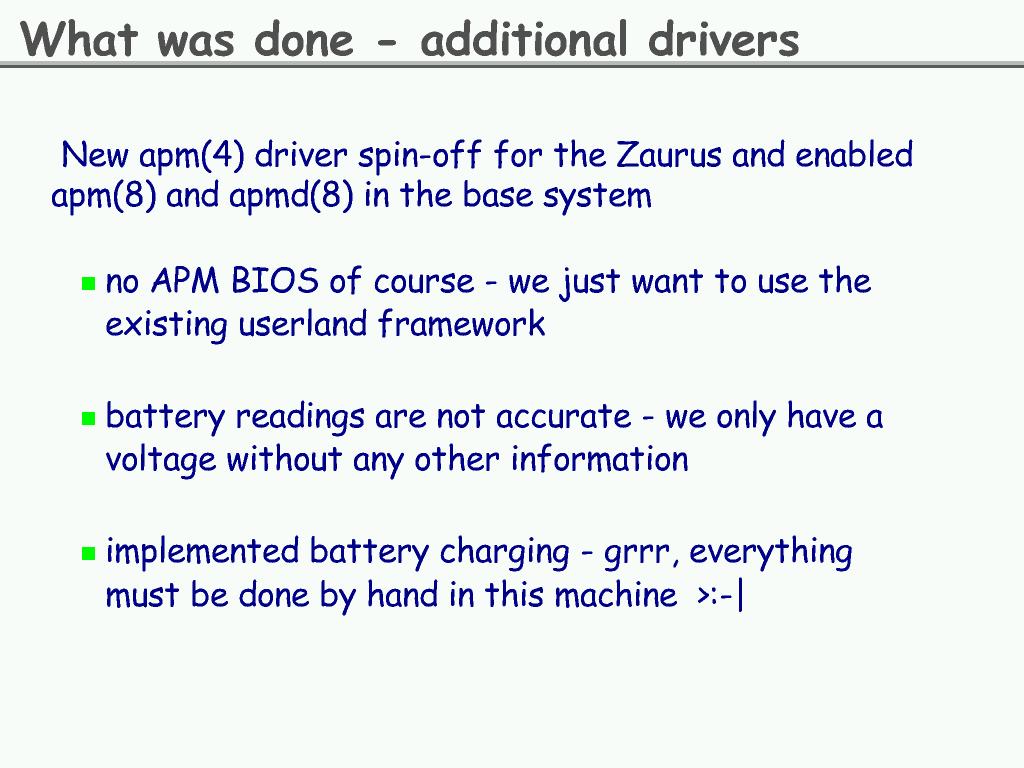 What was done - additional drivers
New apm(4) driver spin-off for the Zaurus and enabled
apm(8) and apmd(8) in the base system
no APM BIOS of course - we just want to use the
existing userland framework
battery readings are not accurate - we only have a
voltage without any other information
implemented battery charging - grrr, everything
must be done by hand in this machine >:-|